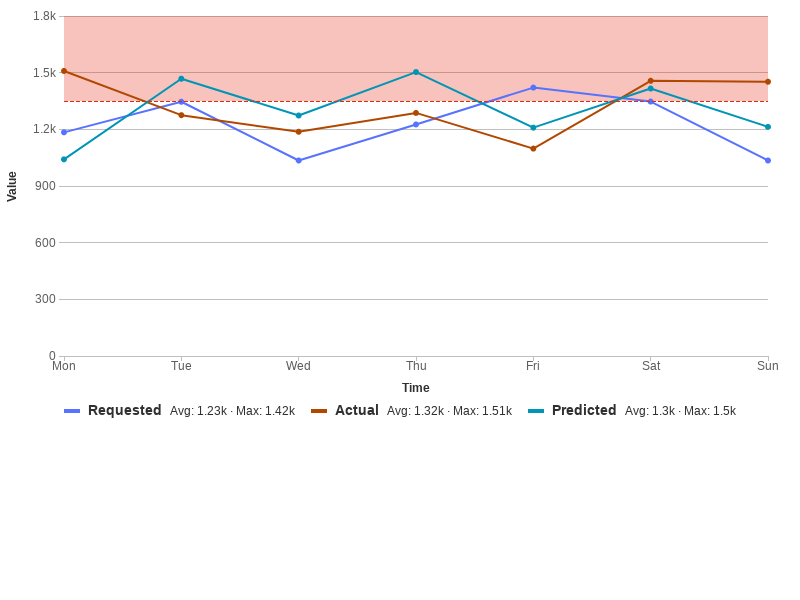 1.8k
1.5k
1.2k
900
600
300
0
Value
Mon Tue Wed Thu Fri Sat Sun
Time
Requested Avg: 1.23k · Max: 1.42k Actual Avg: 1.32k · Max: 1.51k Predicted Avg: 1.3k · Max: 1.5k